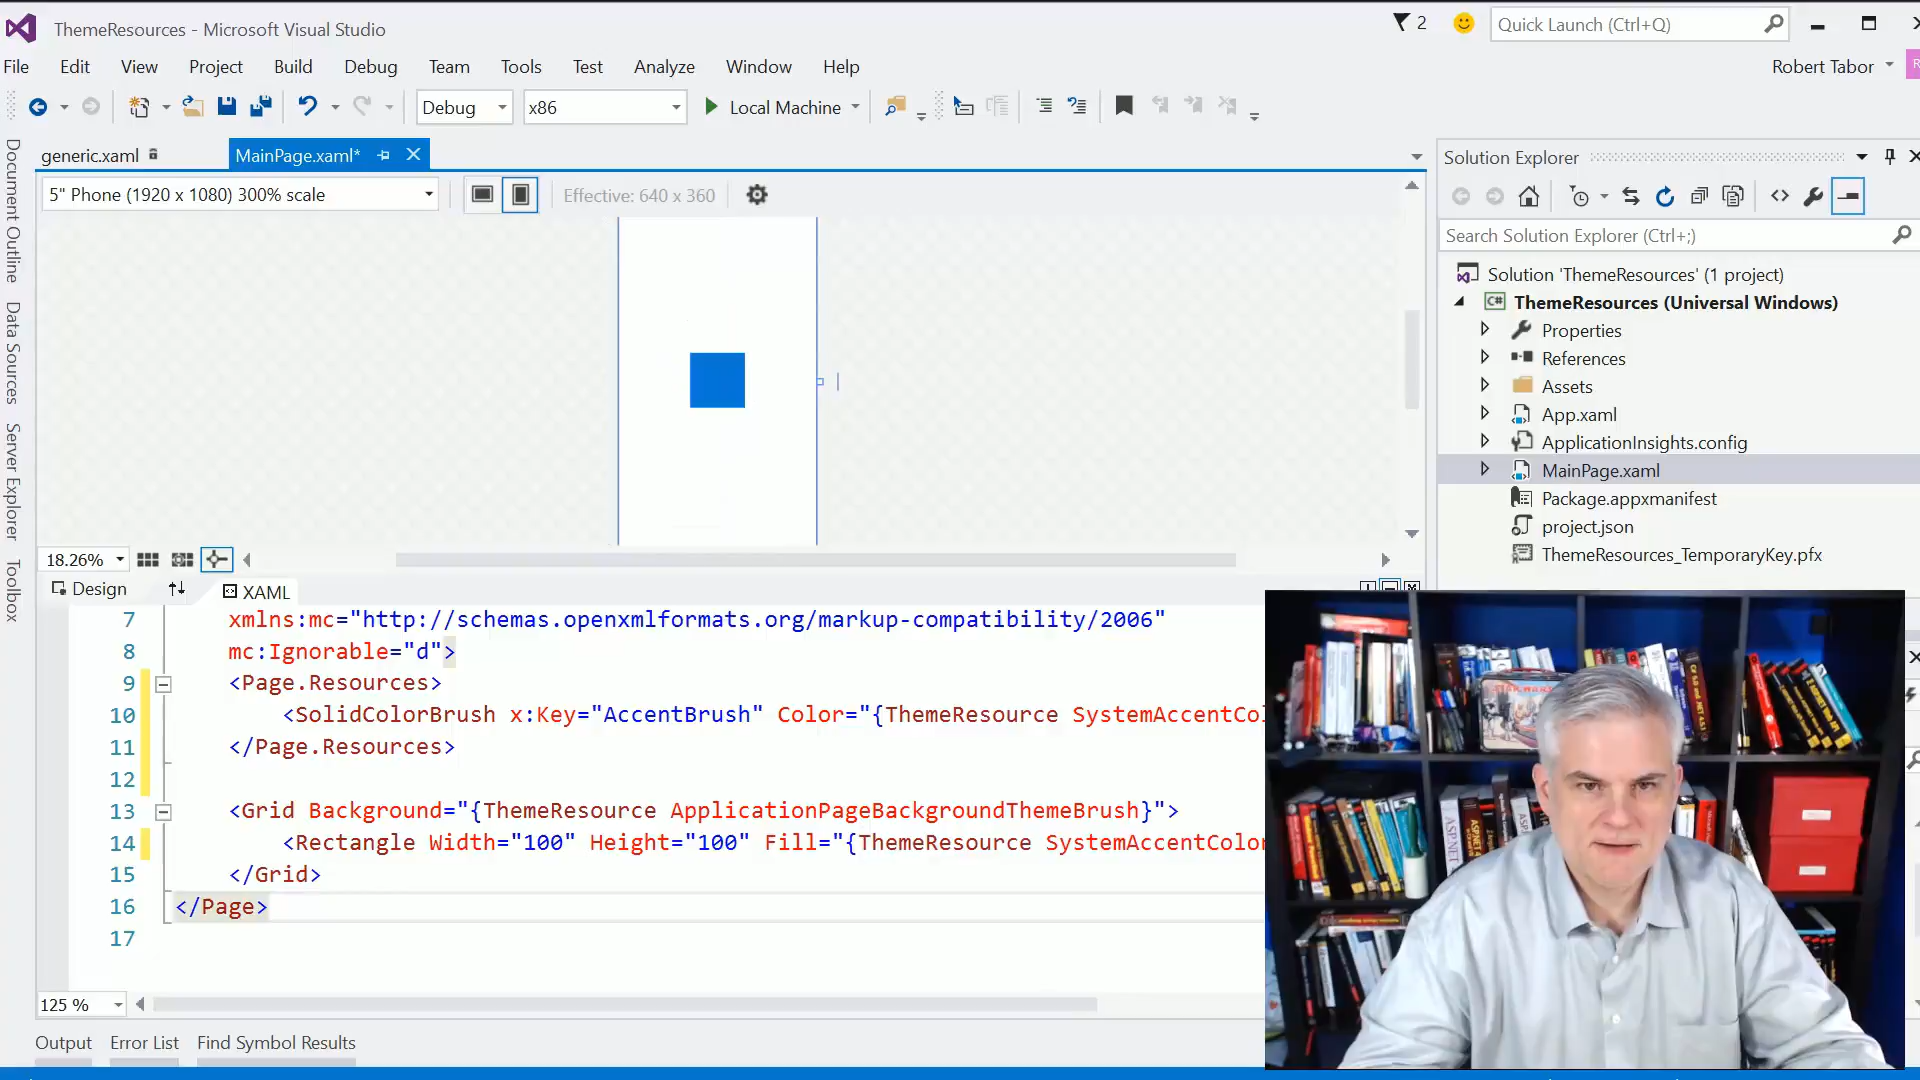 ThemeResources - Microsoft Visual Studio
2
Quick Launch (Ctrl+Q)
File Edit View Project Build Debug Team Tools Test Analyze Window Help
Robert Tabor
R
Debug
x86
Local Machine
generic.xaml
MainPage.xaml*
5" Phone (1920 x 1080) 300% scale
Effective: 640 x 360
Document Outline
Data Sources
Server Explorer
Toolbox
Solution Explorer
Search Solution Explorer (Ctrl+;)
Solution 'ThemeResources' (1 project)
C# ThemeResources (Universal Windows)
Properties
References
Assets
App.xaml
ApplicationInsights.config
MainPage.xaml
Package.appxmanifest
project.json
ThemeResources_TemporaryKey.pfx
18.26%
Design
XAML
7 xmlns:mc="http://schemas.openxmlformats.org/markup-compatibility/2006"
8 mc:Ignorable="d">
9 <Page.Resources>
10 <SolidColorBrush x:Key="AccentBrush" Color="{ThemeResource SystemAccentCol
11 </Page.Resources>
12
13 <Grid Background="{ThemeResource ApplicationPageBackgroundThemeBrush}">
14 <Rectangle Width="100" Height="100" Fill="{ThemeResource SystemAccentColor
15 </Grid>
16 </Page>
17
125 %
Output Error List Find Symbol Results